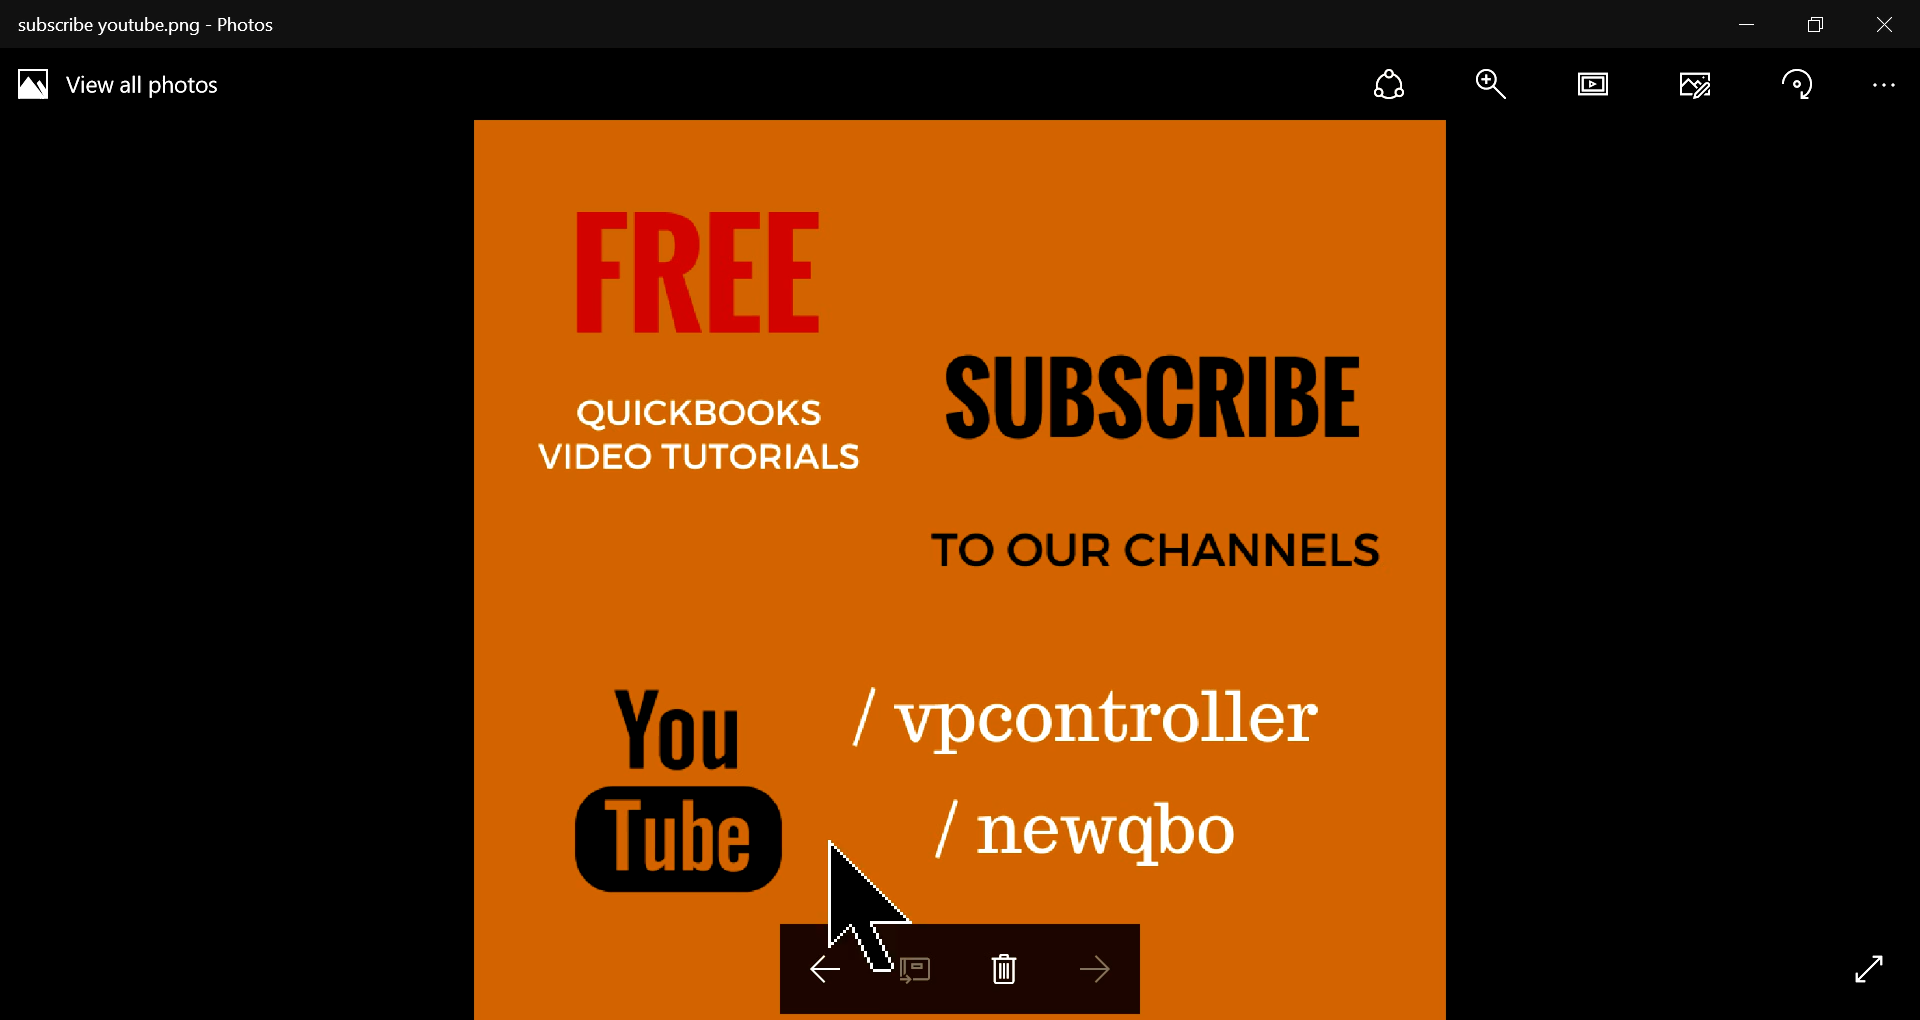 subscribe youtube.png - Photos
View all photos
FREE
QUICKBOOKS
VIDEO TUTORIALS
SUBSCRIBE
TO OUR CHANNELS
You
Tube
/ vpcontroller
/ newqbo